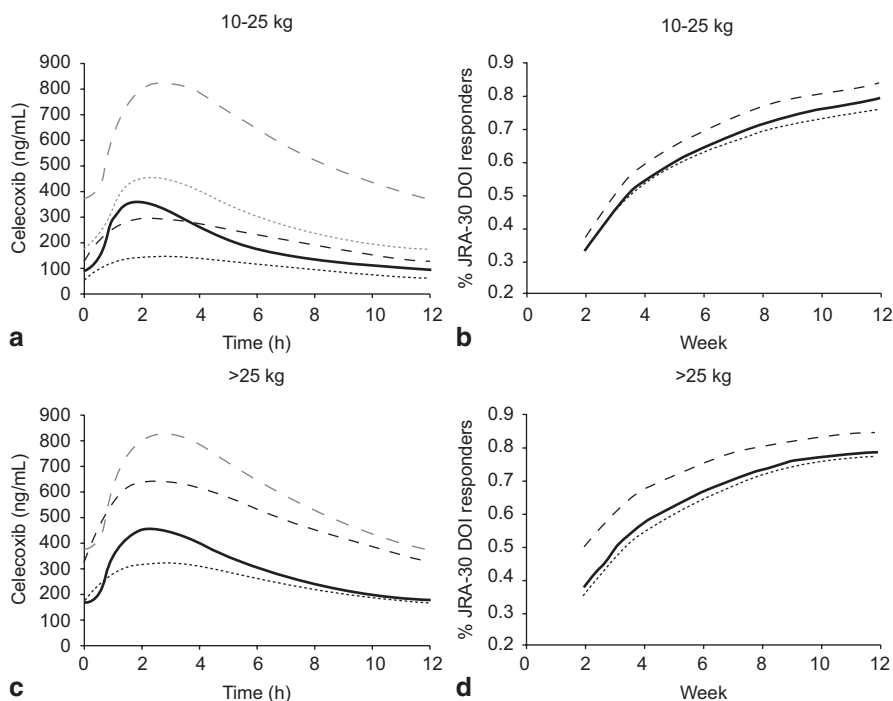 10-25 kg
900
800
700
600
500
400
300
200
100
0
Celecoxib (ng/mL)
0 2 4 6 8 10 12
Time (h)
a
10-25 kg
0.9
0.8
0.7
0.6
0.5
0.4
0.3
0.2
% JRA-30 DOI responders
0 2 4 6 8 10 12
Week
b
>25 kg
900
800
700
600
500
400
300
200
100
0
Celecoxib (ng/mL)
0 2 4 6 8 10 12
Time (h)
c
>25 kg
0.9
0.8
0.7
0.6
0.5
0.4
0.3
0.2
% JRA-30 DOI responders
0 2 4 6 8 10 12
Week
d